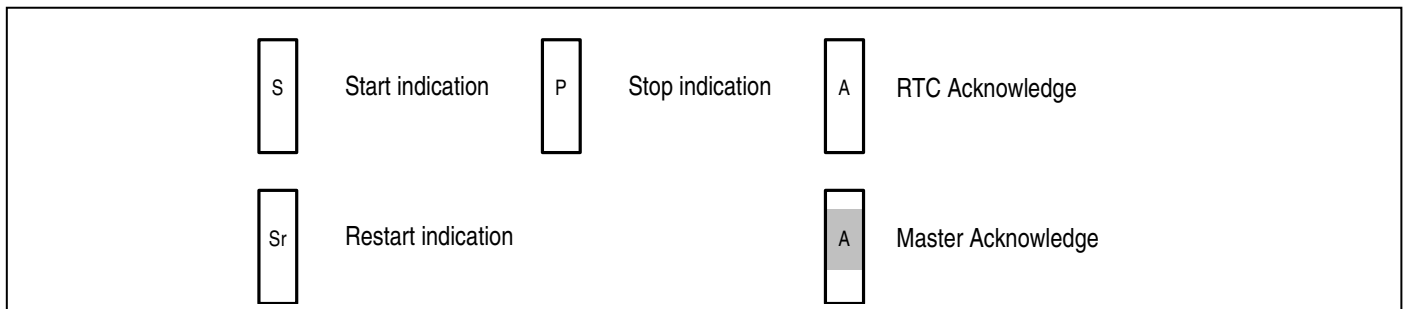 S Start indication P Stop indication A RTC Acknowledge
Sr Restart indication A Master Acknowledge